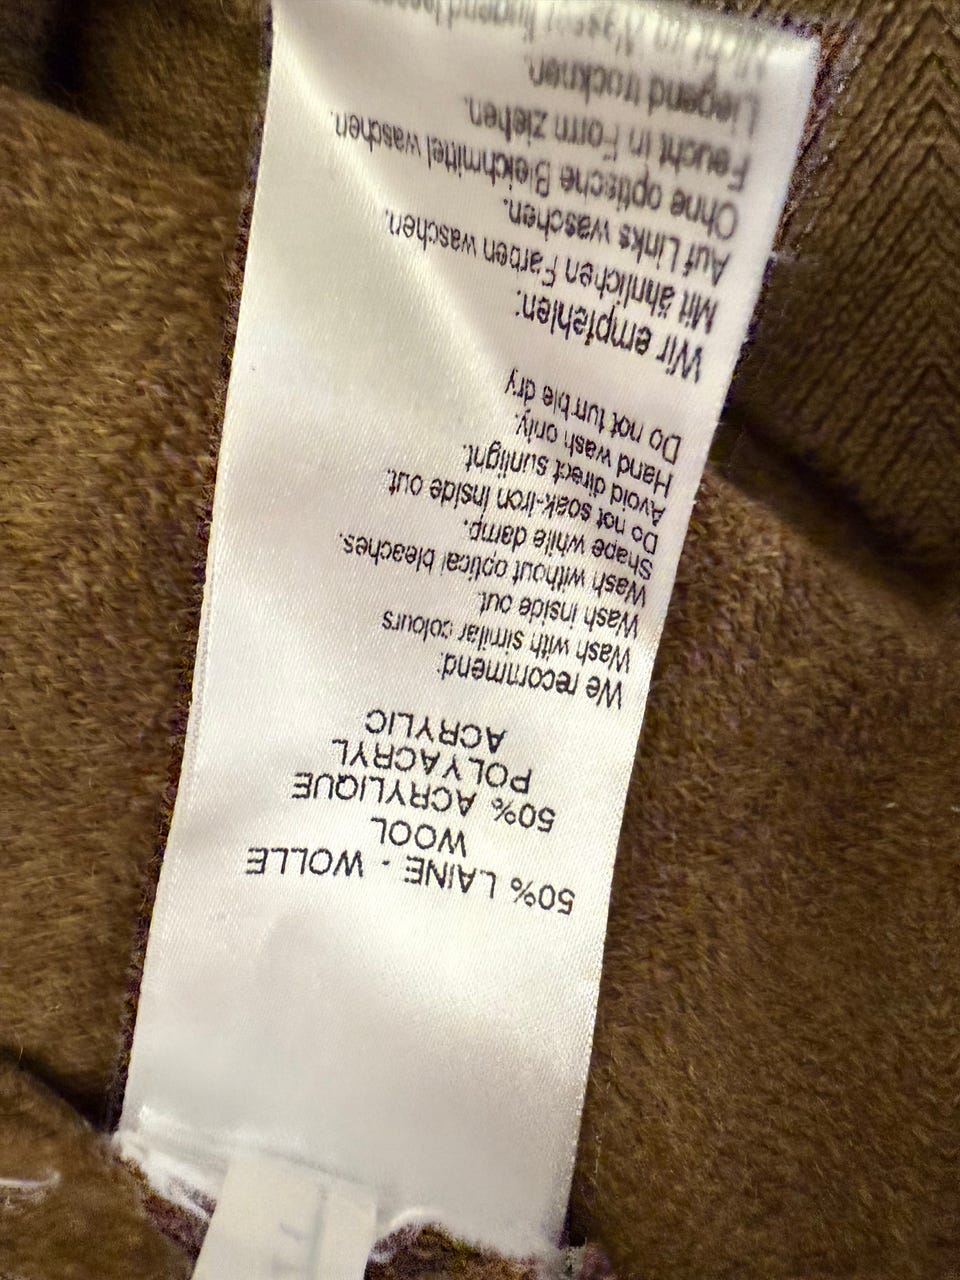 50% LAINE - WOLLE
WOOL
50% ACRYLIQUE
POLYACRYL
ACRYLIC
We recommend:
Wash with similar colours
Wash inside out.
Wash without optical bleaches.
Shape while damp.
Do not soak-Iron inside out.
Avoid direct sunlight.
Hand wash only.
Do not tumble dry
Wir empfehlen:
Mit ähnlichen Farben waschen.
Auf Links waschen.
Ohne optische Bleichmittel waschen.
Feucht in Form ziehen.
Liegend trocknen.